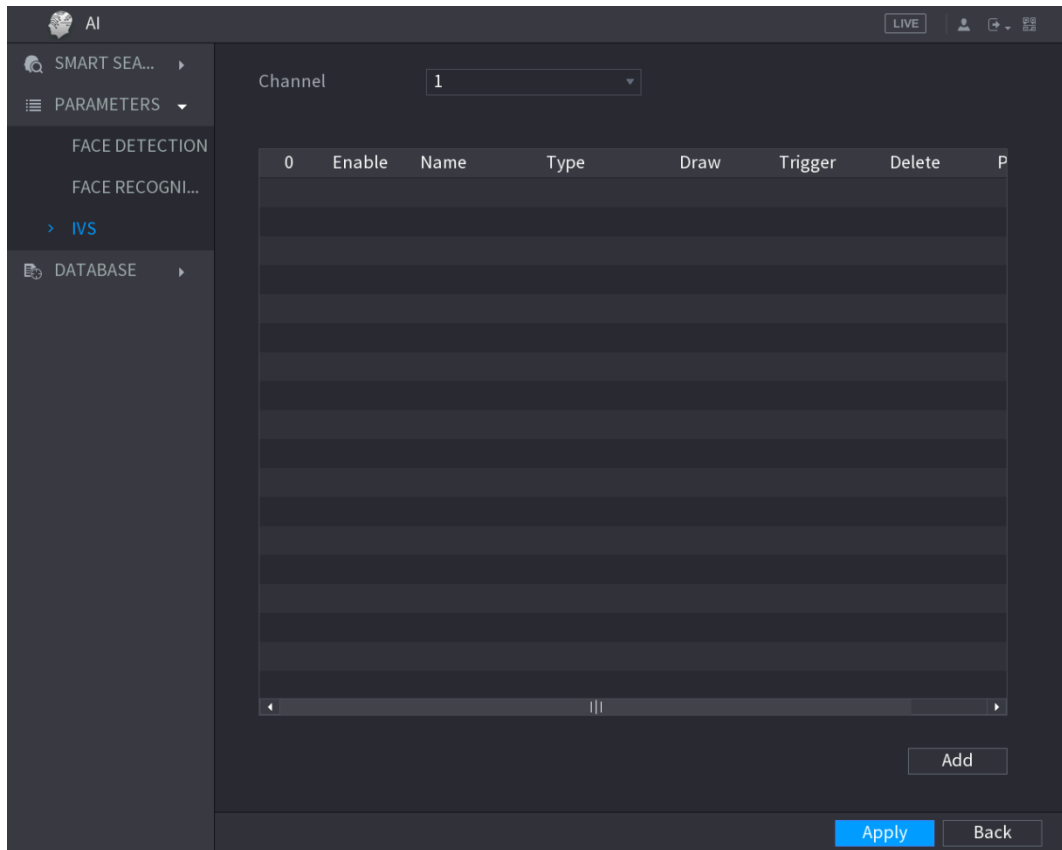 AI LIVE
SMART SEA...
PARAMETERS
FACE DETECTION
FACE RECOGNI...
IVS
DATABASE
Channel 1
0 Enable Name Type Draw Trigger Delete P
Add
Apply Back